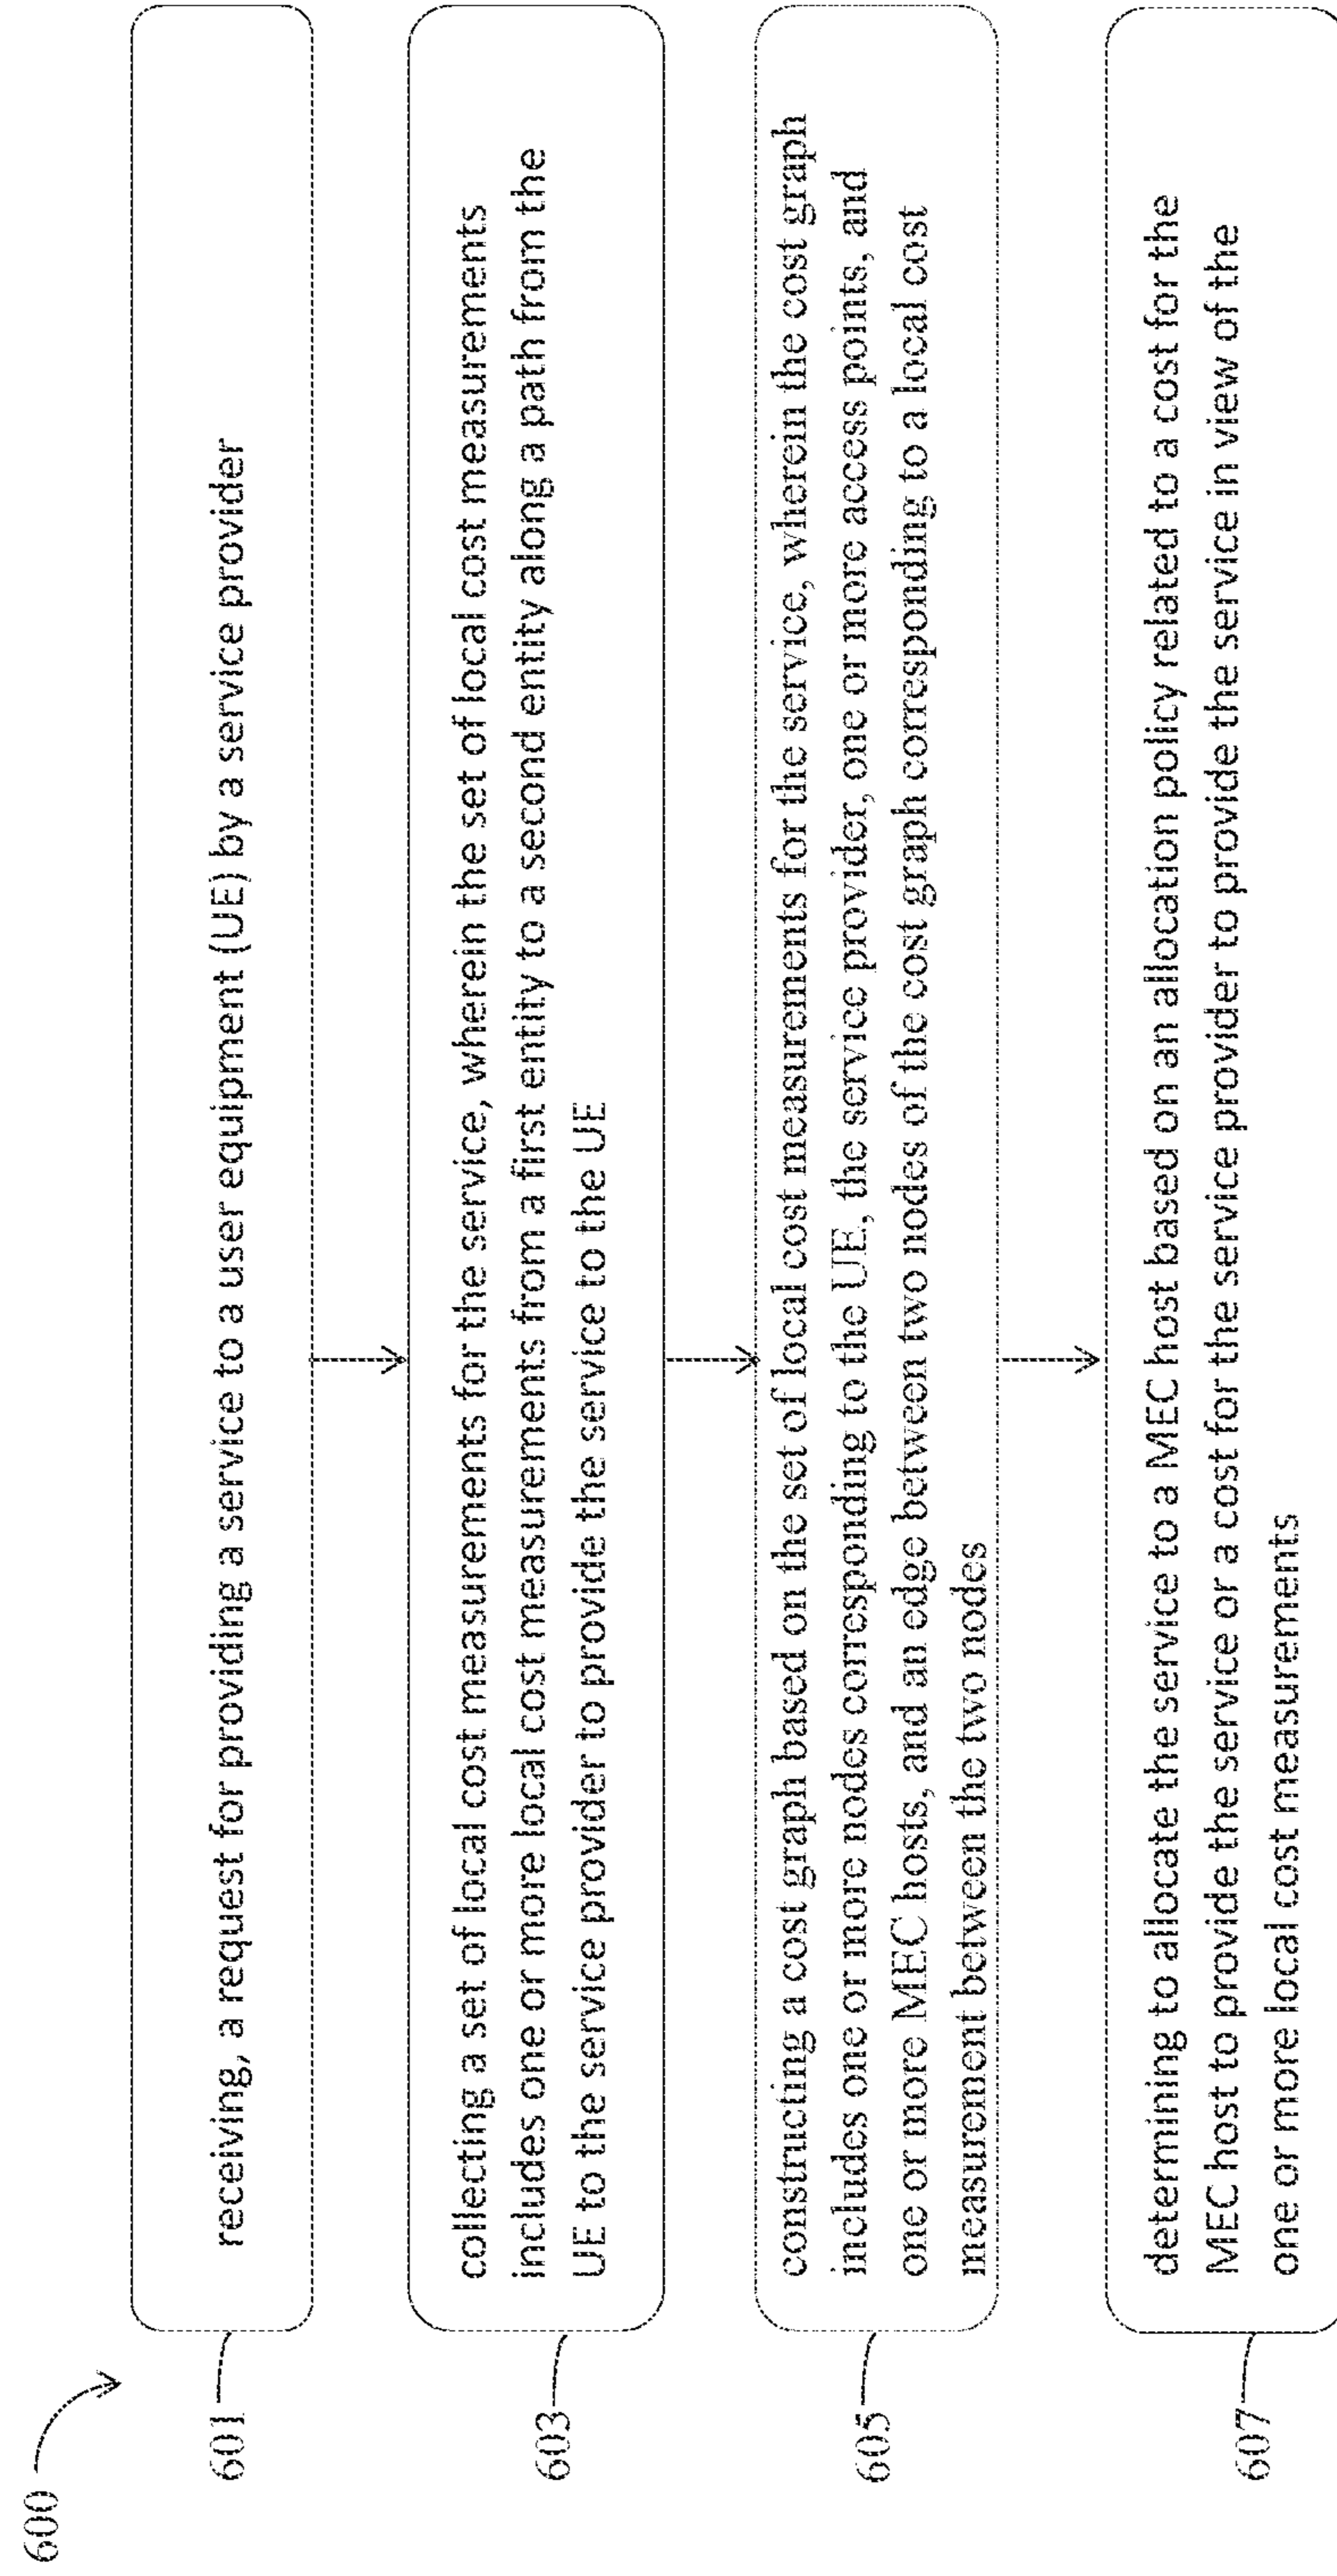 600
601
receiving, a request for providing a service to a user equipment (UE) by a service provider
603
collecting a set of local cost measurements for the service, wherein the set of local cost measurements
includes one or more local cost measurements from a first entity to a second entity along a path from the
UE to the service provider to provide the service to the UE
605
constructing a cost graph based on the set of local cost measurements for the service, wherein the cost graph
includes one or more nodes corresponding to the UE, the service provider, one or more access points, and
one or more MEC hosts, and an edge between two nodes of the cost graph corresponding to a local cost
measurement between the two nodes
607
determining to allocate the service to a MEC host based on an allocation policy related to a cost for the
MEC host to provide the service or a cost for the service provider to provide the service in view of the
one or more local cost measurements